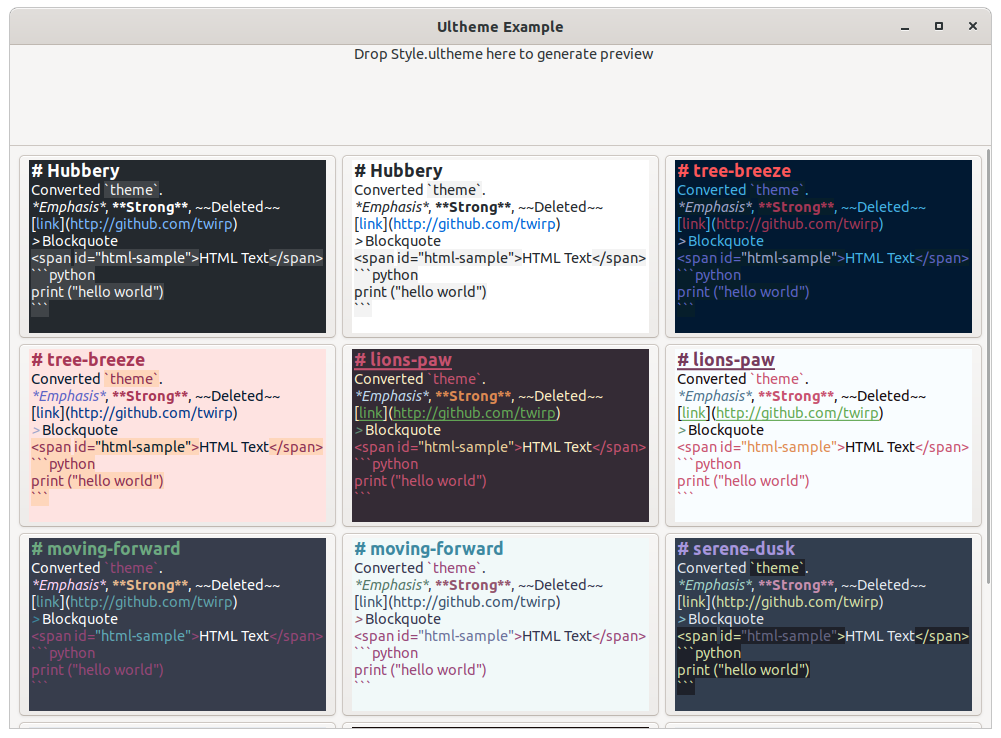 Ultheme Example
Drop Style.ultheme here to generate preview
# Hubbery
Converted `theme`.
*Emphasis*, **Strong**, ~~Deleted~~
[link](http://github.com/twirp)
> Blockquote
<span id="html-sample">HTML Text</span>
```python
print ("hello world")
```
# Hubbery
Converted `theme`.
*Emphasis*, **Strong**, ~~Deleted~~
[link](http://github.com/twirp)
> Blockquote
<span id="html-sample">HTML Text</span>
```python
print ("hello world")
```
# tree-breeze
Converted `theme`.
*Emphasis*, **Strong**, ~~Deleted~~
[link](http://github.com/twirp)
> Blockquote
<span id="html-sample">HTML Text</span>
```python
print ("hello world")
```
# tree-breeze
Converted `theme`.
*Emphasis*, **Strong**, ~~Deleted~~
[link](http://github.com/twirp)
> Blockquote
<span id="html-sample">HTML Text</span>
```python
print ("hello world")
```
# lions-paw
Converted `theme`.
*Emphasis*, **Strong**, ~~Deleted~~
[link](http://github.com/twirp)
> Blockquote
<span id="html-sample">HTML Text</span>
```python
print ("hello world")
```
# lions-paw
Converted `theme`.
*Emphasis*, **Strong**, ~~Deleted~~
[link](http://github.com/twirp)
> Blockquote
<span id="html-sample">HTML Text</span>
```python
print ("hello world")
```
# moving-forward
Converted `theme`.
*Emphasis*, **Strong**, ~~Deleted~~
[link](http://github.com/twirp)
> Blockquote
<span id="html-sample">HTML Text</span>
```python
print ("hello world")
```
# moving-forward
Converted `theme`.
*Emphasis*, **Strong**, ~~Deleted~~
[link](http://github.com/twirp)
> Blockquote
<span id="html-sample">HTML Text</span>
```python
print ("hello world")
```
# serene-dusk
Converted `theme`.
*Emphasis*, **Strong**, ~~Deleted~~
[link](http://github.com/twirp)
> Blockquote
<span id="html-sample">HTML Text</span>
```python
print ("hello world")
```